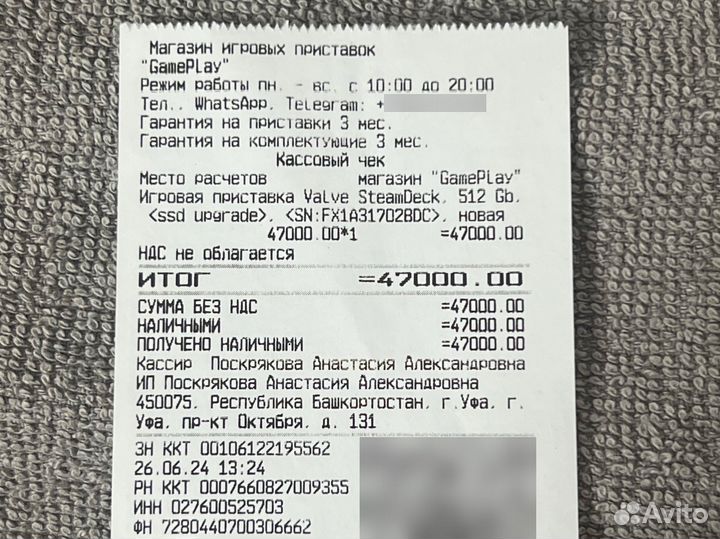 Магазин игровых приставок
"GamePlay"
Режим работы пн. - вс. с 10:00 до 20:00
Тел., WhatsApp, Telegram: +
Гарантия на приставки 3 мес.
Гарантия на комплектующие 3 мес.
Кассовый чек
Место расчетов магазин "GamePlay"
Игровая приставка Valve SteamDeck, 512 Gb,
<ssd upgrade>, <SN:FX1A31702BDC>, новая
47000.00*1 =47000.00
НДС не облагается
ИТОГ =47000.00
СУММА БЕЗ НДС =47000.00
НАЛИЧНЫМИ =47000.00
ПОЛУЧЕНО НАЛИЧНЫМИ =47000.00
Кассир Поскрякова Анастасия Александровна
ИП Поскрякова Анастасия Александровна
450075, Республика Башкортостан, г.Уфа, г.
Уфа, пр-кт Октября, д. 131
ЗН ККТ 00106122195562
26.06.24 13:24
РН ККТ 0007660827009355
ИНН 027600525703
ФН 7280440700306662
Avito